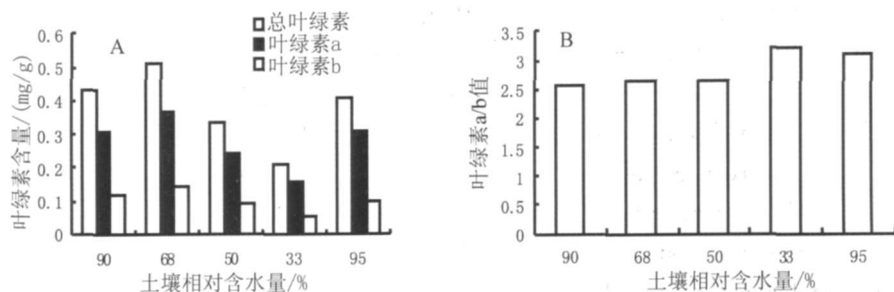 A
总叶绿素
叶绿素a
叶绿素b
叶绿素含量/(mg/g)
0.6
0.5
0.4
0.3
0.2
0.1
0
90 68 50 33 95
土壤相对含水量/%
B
叶绿素a/b值
3.5
3
2.5
2
1.5
1
0.5
0
90 68 50 33 95
土壤相对含水量/%